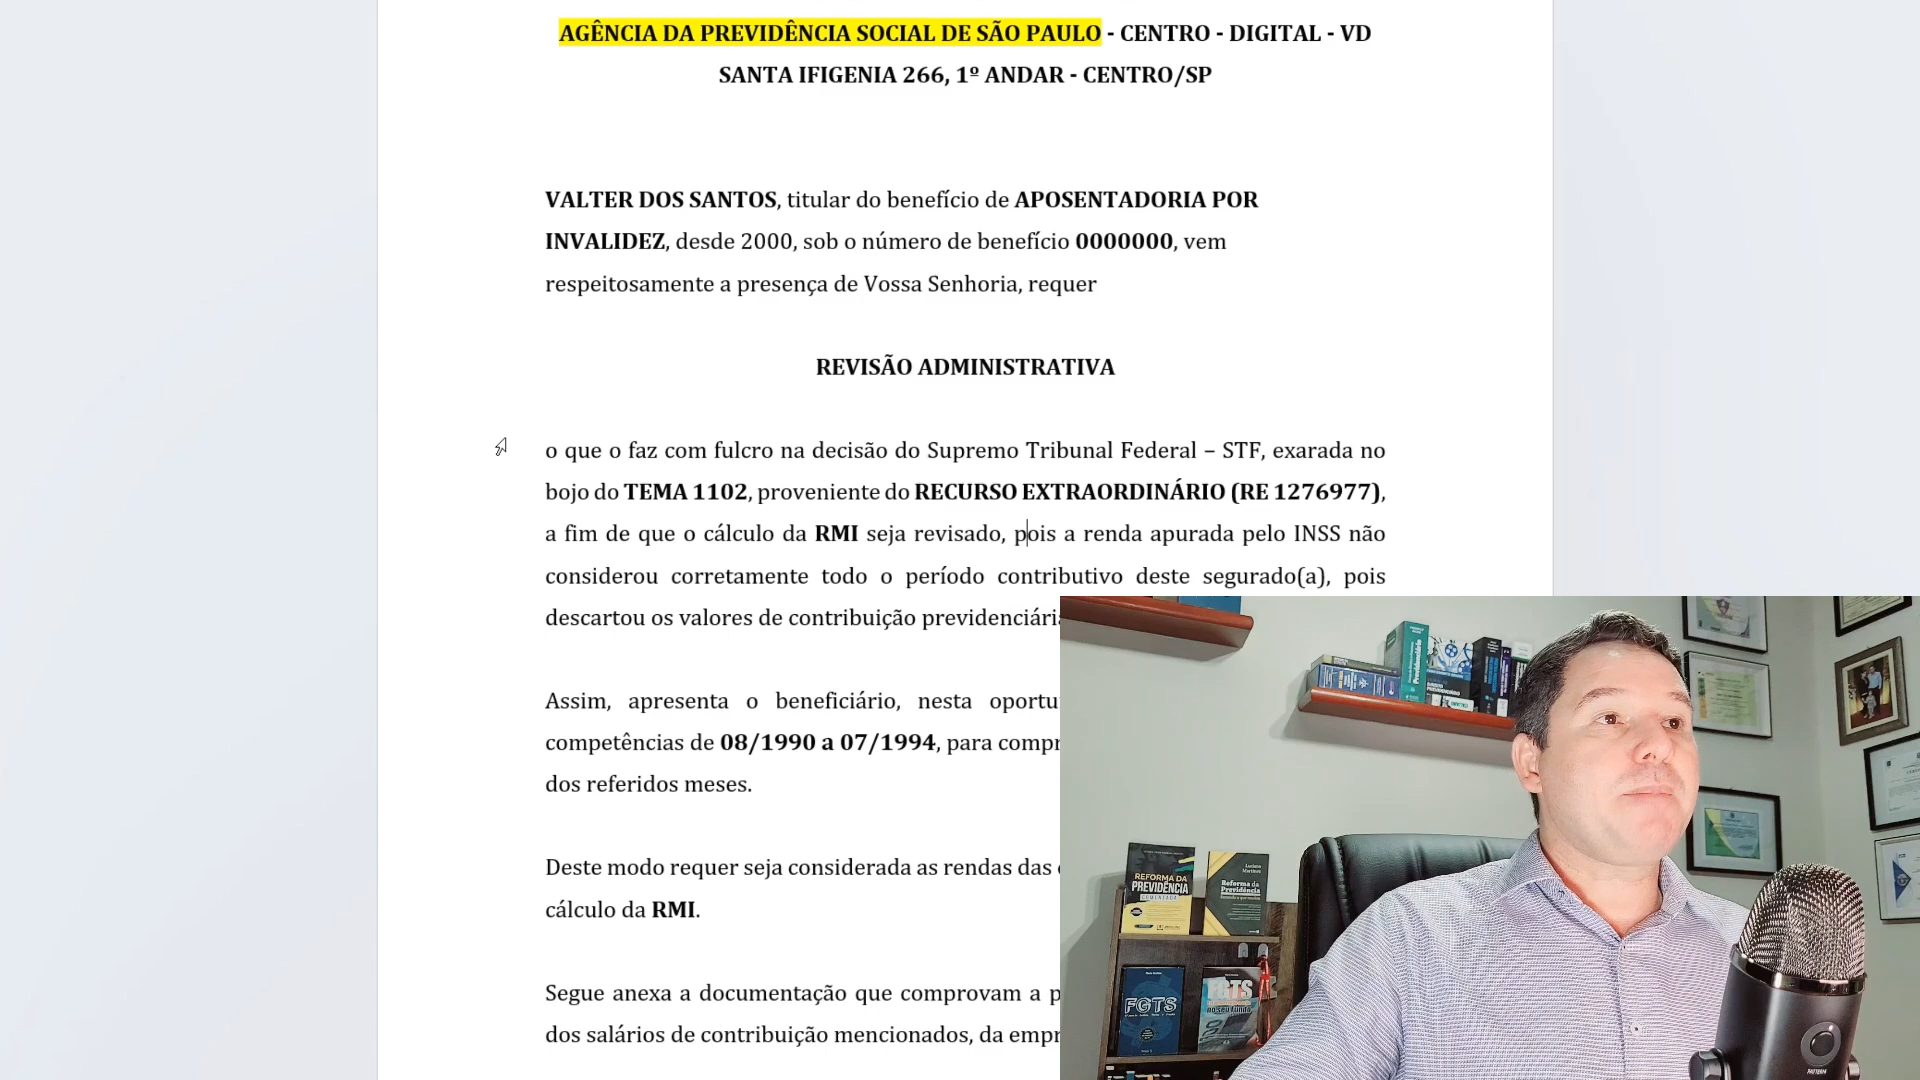 AGÊNCIA DA PREVIDÊNCIA SOCIAL DE SÃO PAULO - CENTRO - DIGITAL - VD
SANTA IFIGENIA 266, 1º ANDAR - CENTRO/SP
VALTER DOS SANTOS, titular do benefício de APOSENTADORIA POR
INVALIDEZ, desde 2000, sob o número de benefício 0000000, vem
respeitosamente a presença de Vossa Senhoria, requer
REVISÃO ADMINISTRATIVA
o que o faz com fulcro na decisão do Supremo Tribunal Federal – STF, exarada no
bojo do TEMA 1102, proveniente do RECURSO EXTRAORDINÁRIO (RE 1276977),
a fim de que o cálculo da RMI seja revisado, pois a renda apurada pelo INSS não
considerou corretamente todo o período contributivo deste segurado(a), pois
descartou os valores de contribuição
Assim, apresenta o beneficiário, nesta
competências de 08/1990 a 07/1994, para
dos referidos meses.
Deste modo requer seja considerada as rendas das
cálculo da RMI.
Segue anexa a documentação que comprovam a
dos salários de contribuição mencionados, da
REFORMA DA
PREVIDÊNCIA
COMENTADA
Luciano
Martinez
Reforma da
Previdência
FGTS
FGTS
no seu fundo